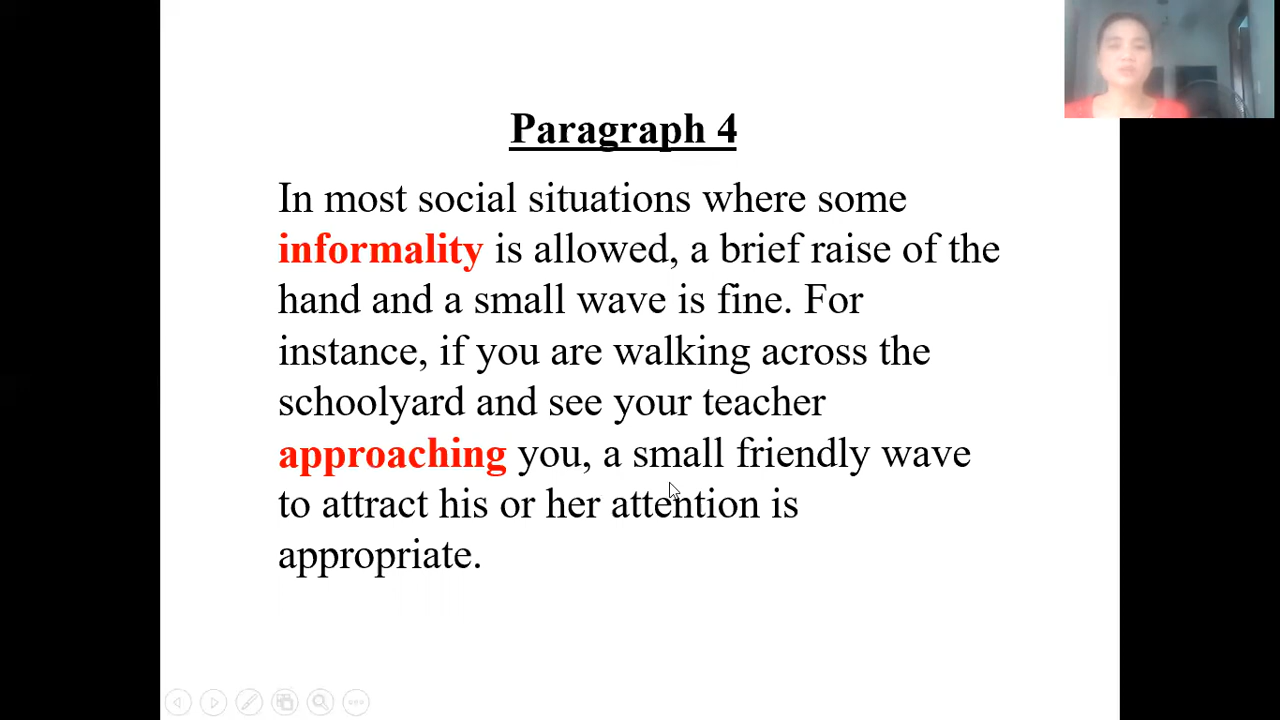 Paragraph 4
In most social situations where some
informality is allowed, a brief raise of the
hand and a small wave is fine. For
instance, if you are walking across the
schoolyard and see your teacher
approaching you, a small friendly wave
to attract his or her attention is
appropriate.